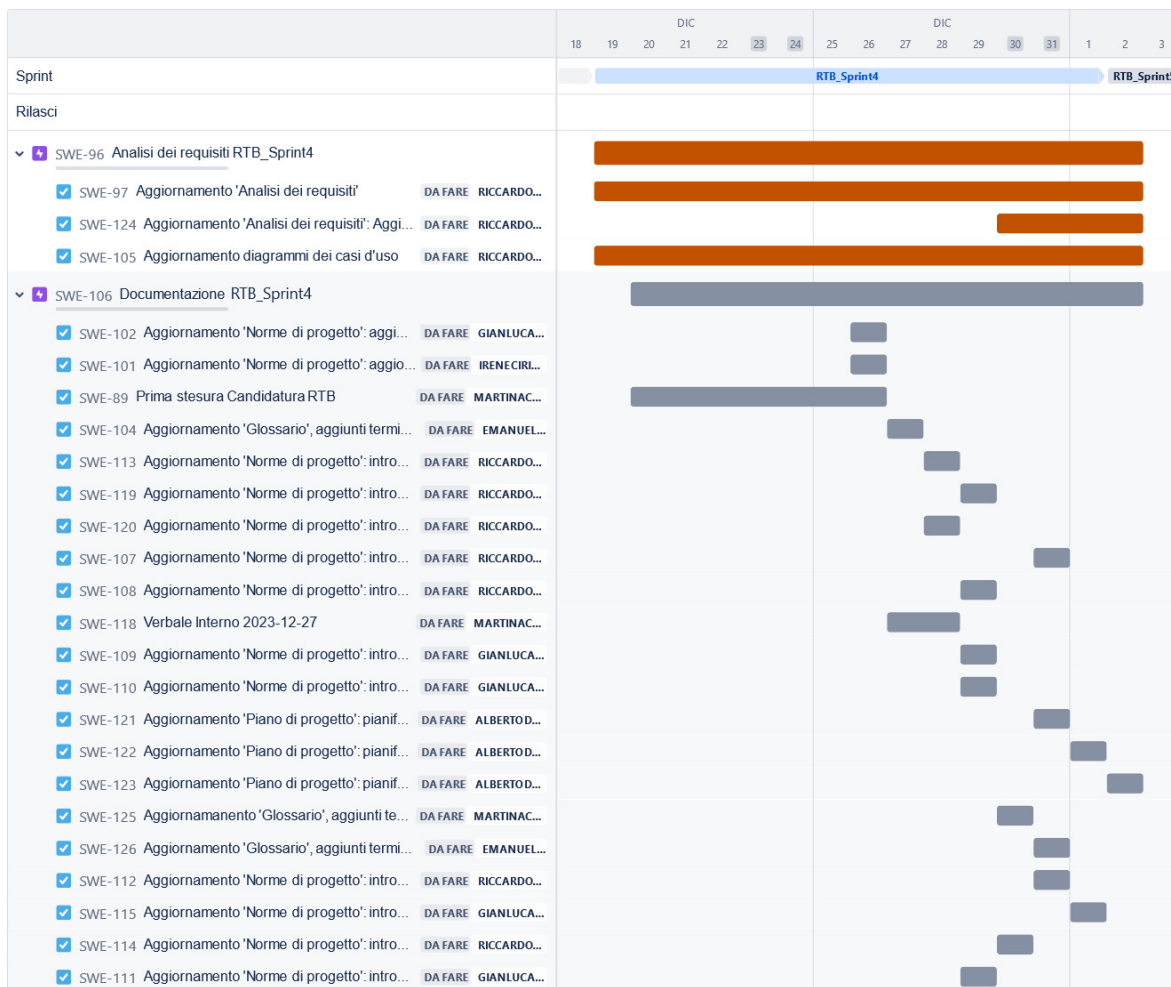 DIC DIC
18 19 20 21 22 23 24 25 26 27 28 29 30 31 1 2 3
Sprint RTB_Sprint4 RTB_Sprint5
Rilasci
SWE-96 Analisi dei requisiti RTB_Sprint4
SWE-97 Aggiornamento 'Analisi dei requisiti' DA FARE RICCARDO...
SWE-124 Aggiornamento 'Analisi dei requisiti': Aggi... DA FARE RICCARDO...
SWE-105 Aggiornamento diagrammi dei casi d'uso DA FARE RICCARDO...
SWE-106 Documentazione RTB_Sprint4
SWE-102 Aggiornamento 'Norme di progetto': aggi... DA FARE GIANLUCA...
SWE-101 Aggiornamento 'Norme di progetto': aggio... DA FARE IRENE CIRI...
SWE-89 Prima stesura Candidatura RTB DA FARE MARTINA C...
SWE-104 Aggiornamento 'Glossario', aggiunti termi... DA FARE EMANUEL...
SWE-113 Aggiornamento 'Norme di progetto': intro... DA FARE RICCARDO...
SWE-119 Aggiornamento 'Norme di progetto': intro... DA FARE RICCARDO...
SWE-120 Aggiornamento 'Norme di progetto': intro... DA FARE RICCARDO...
SWE-107 Aggiornamento 'Norme di progetto': intro... DA FARE RICCARDO...
SWE-108 Aggiornamento 'Norme di progetto': intro... DA FARE RICCARDO...
SWE-118 Verbale Interno 2023-12-27 DA FARE MARTINA C...
SWE-109 Aggiornamento 'Norme di progetto': intro... DA FARE GIANLUCA...
SWE-110 Aggiornamento 'Norme di progetto': intro... DA FARE GIANLUCA...
SWE-121 Aggiornamento 'Piano di progetto': pianif... DA FARE ALBERTO D...
SWE-122 Aggiornamento 'Piano di progetto': pianif... DA FARE ALBERTO D...
SWE-123 Aggiornamento 'Piano di progetto': pianif... DA FARE ALBERTO D...
SWE-125 Aggiornamanento 'Glossario', aggiunti te... DA FARE MARTINA C...
SWE-126 Aggiornamento 'Glossario', aggiunti termi... DA FARE EMANUEL...
SWE-112 Aggiornamento 'Norme di progetto': intro... DA FARE RICCARDO...
SWE-115 Aggiornamento 'Norme di progetto': intro... DA FARE GIANLUCA...
SWE-114 Aggiornamento 'Norme di progetto': intro... DA FARE RICCARDO...
SWE-111 Aggiornamento 'Norme di progetto': intro... DA FARE GIANLUCA...